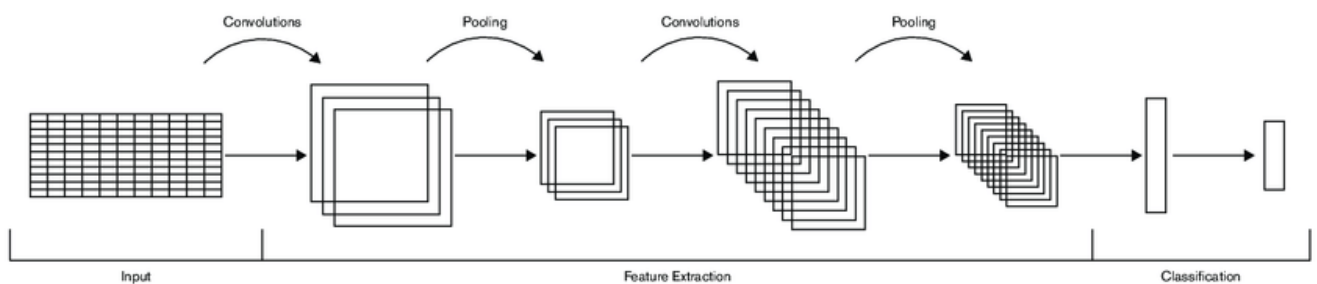 Convolutions
Pooling
Convolutions
Pooling
Input
Feature Extraction
Classification